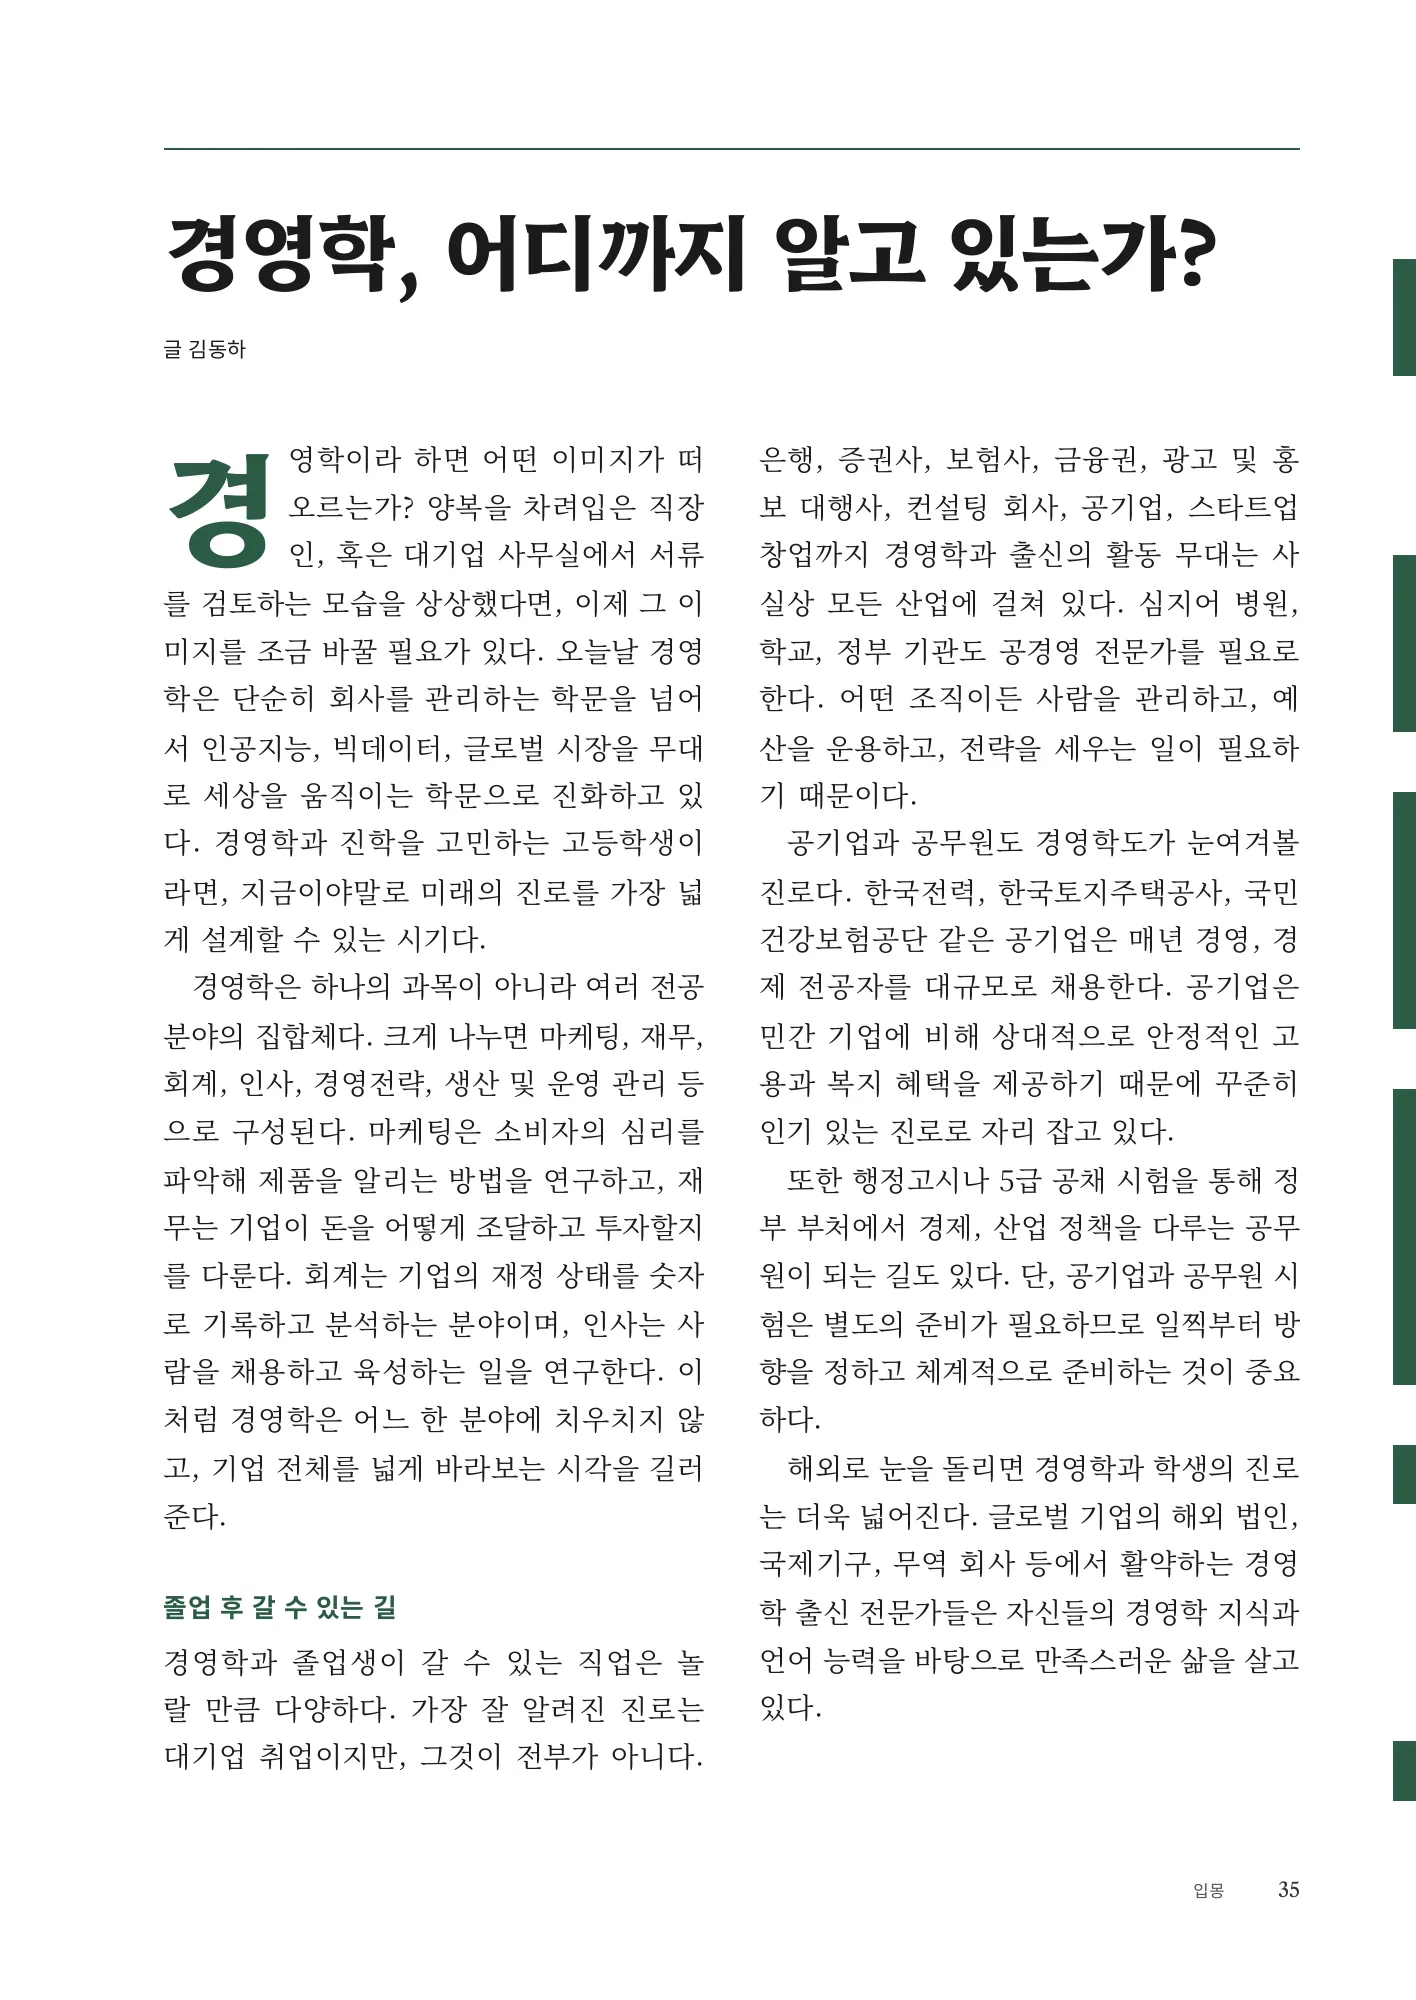 경영학, 어디까지 알고 있는가?
글 김동하
경영학이라 하면 어떤 이미지가 떠
오르는가? 양복을 차려입은 직장
인, 혹은 대기업 사무실에서 서류
를 검토하는 모습을 상상했다면, 이제 그 이
미지를 조금 바꿀 필요가 있다. 오늘날 경영
학은 단순히 회사를 관리하는 학문을 넘어
서 인공지능, 빅데이터, 글로벌 시장을 무대
로 세상을 움직이는 학문으로 진화하고 있
다. 경영학과 진학을 고민하는 고등학생이
라면, 지금이야말로 미래의 진로를 가장 넓
게 설계할 수 있는 시기다.
경영학은 하나의 과목이 아니라 여러 전공
분야의 집합체다. 크게 나누면 마케팅, 재무,
회계, 인사, 경영전략, 생산 및 운영 관리 등
으로 구성된다. 마케팅은 소비자의 심리를
파악해 제품을 알리는 방법을 연구하고, 재
무는 기업이 돈을 어떻게 조달하고 투자할지
를 다룬다. 회계는 기업의 재정 상태를 숫자
로 기록하고 분석하는 분야이며, 인사는 사
람을 채용하고 육성하는 일을 연구한다. 이
처럼 경영학은 어느 한 분야에 치우치지 않
고, 기업 전체를 넓게 바라보는 시각을 길러
준다.
졸업 후 갈 수 있는 길
경영학과 졸업생이 갈 수 있는 직업은 놀
랄 만큼 다양하다. 가장 잘 알려진 진로는
대기업 취업이지만, 그것이 전부가 아니다.
은행, 증권사, 보험사, 금융권, 광고 및 홍
보 대행사, 컨설팅 회사, 공기업, 스타트업
창업까지 경영학과 출신의 활동 무대는 사
실상 모든 산업에 걸쳐 있다. 심지어 병원,
학교, 정부 기관도 공경영 전문가를 필요로
한다. 어떤 조직이든 사람을 관리하고, 예
산을 운용하고, 전략을 세우는 일이 필요하
기 때문이다.
공기업과 공무원도 경영학도가 눈여겨볼
진로다. 한국전력, 한국토지주택공사, 국민
건강보험공단 같은 공기업은 매년 경영, 경
제 전공자를 대규모로 채용한다. 공기업은
민간 기업에 비해 상대적으로 안정적인 고
용과 복지 혜택을 제공하기 때문에 꾸준히
인기 있는 진로로 자리 잡고 있다.
또한 행정고시나 5급 공채 시험을 통해 정
부 부처에서 경제, 산업 정책을 다루는 공무
원이 되는 길도 있다. 단, 공기업과 공무원 시
험은 별도의 준비가 필요하므로 일찍부터 방
향을 정하고 체계적으로 준비하는 것이 중요
하다.
해외로 눈을 돌리면 경영학과 학생의 진로
는 더욱 넓어진다. 글로벌 기업의 해외 법인,
국제기구, 무역 회사 등에서 활약하는 경영
학 출신 전문가들은 자신들의 경영학 지식과
언어 능력을 바탕으로 만족스러운 삶을 살고
있다.
입몽 35